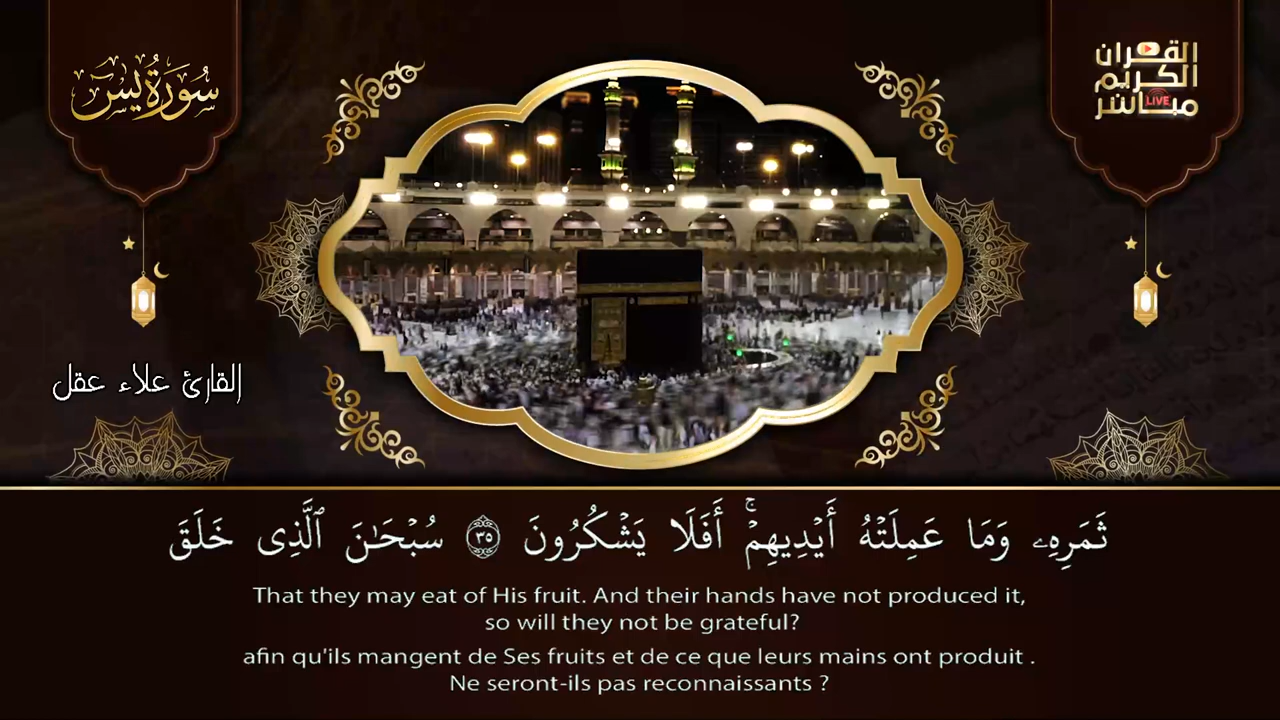 سُورَةُ يسٓ
القرآن
الكريم
مباشر
LIVE
القارئ علاء عقل
ثَمَرِهِۦ وَمَا عَمِلَتْهُ أَيْدِيهِمْۖ أَفَلَا يَشْكُرُونَ ٣٥ سُبْحَٰنَ ٱلَّذِى خَلَقَ
That they may eat of His fruit. And their hands have not produced it,
so will they not be grateful?
afin qu'ils mangent de Ses fruits et de ce que leurs mains ont produit .
Ne seront-ils pas reconnaissants ?